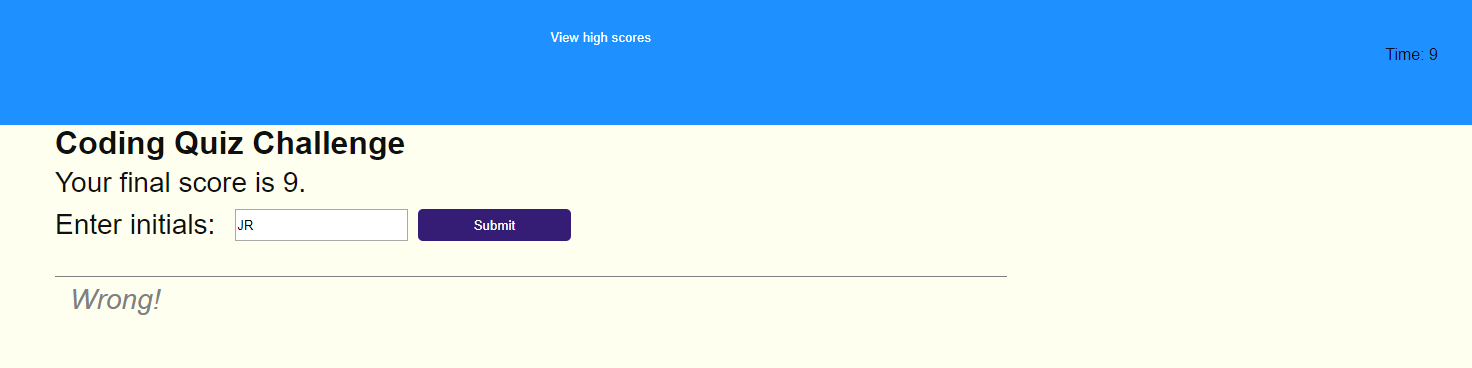 View high scores
Time: 9
Coding Quiz Challenge
Your final score is 9.
Enter initials: JR Submit
Wrong!